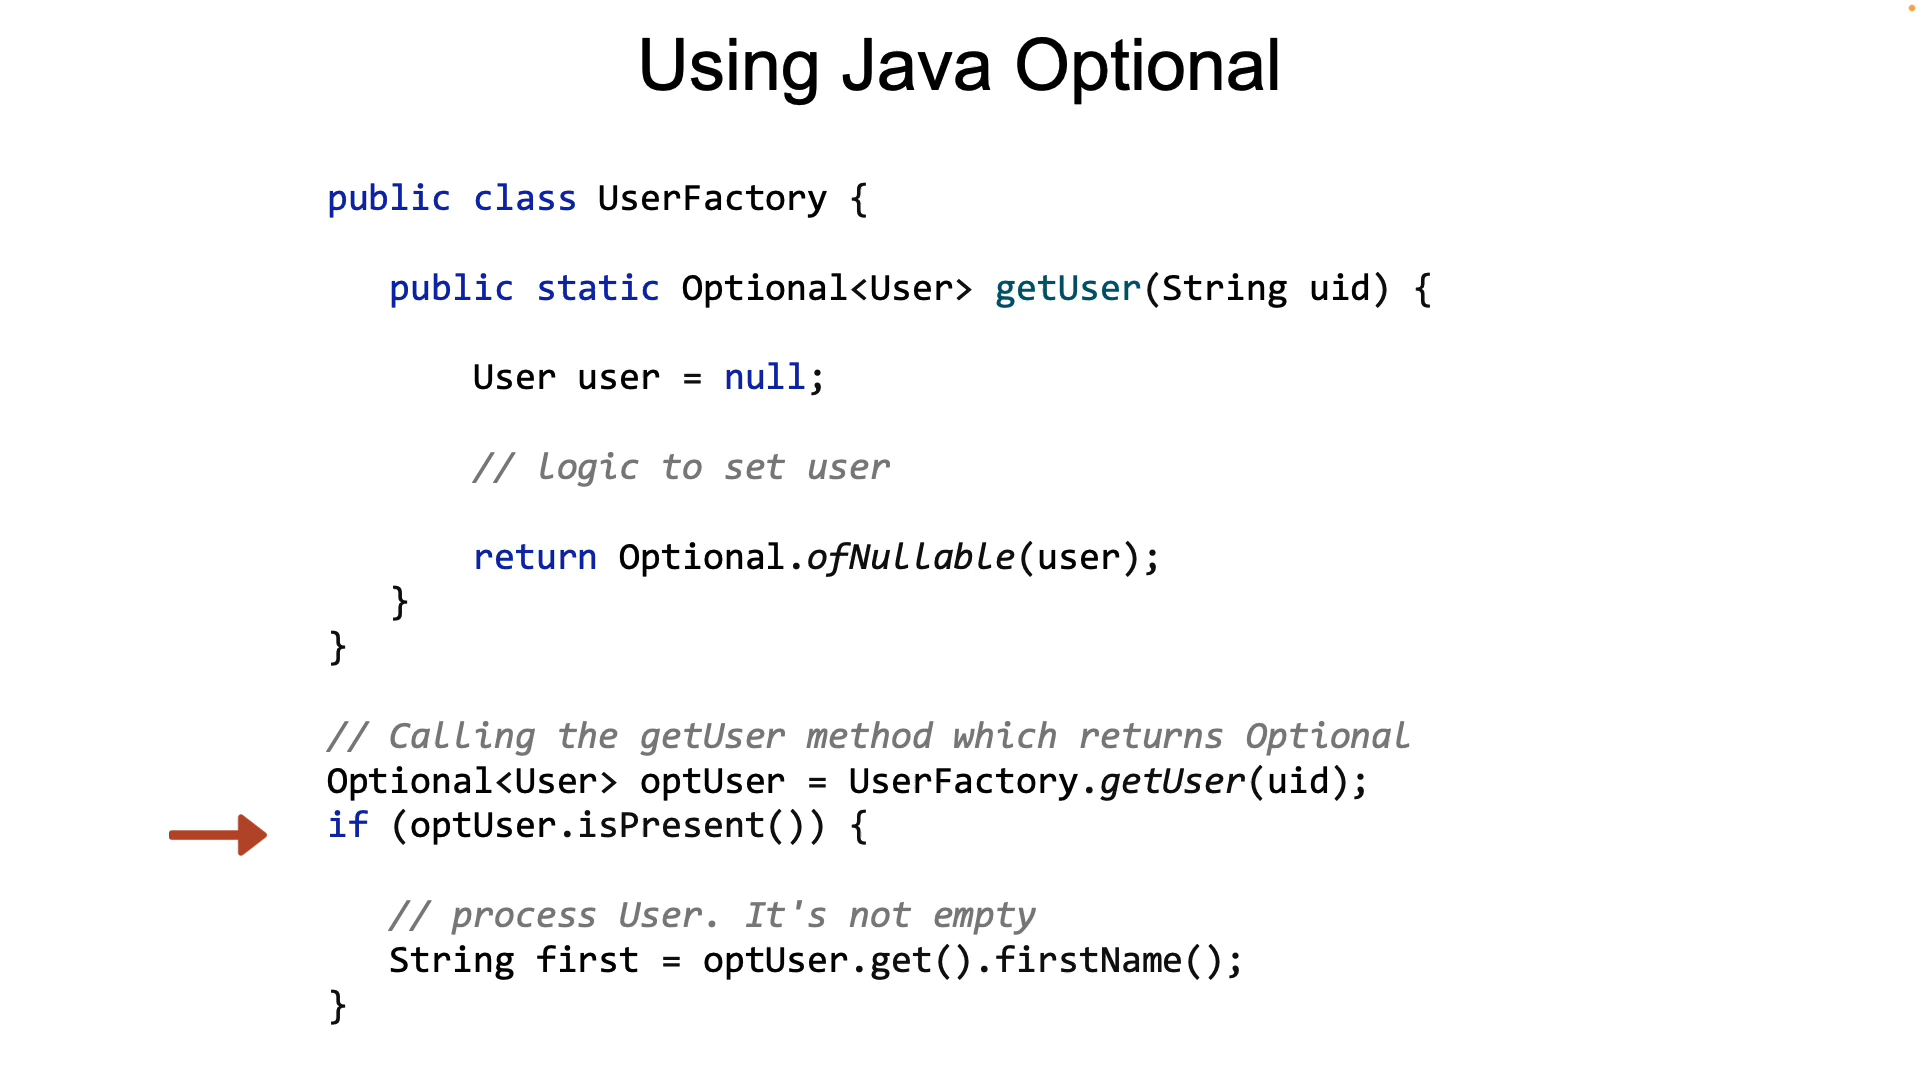 Using Java Optional
public class UserFactory {
public static Optional<User> getUser(String uid) {
User user = null;
// logic to set user
return Optional.ofNullable(user);
}
}
// Calling the getUser method which returns Optional
Optional<User> optUser = UserFactory.getUser(uid);
if (optUser.isPresent()) {
// process User. It's not empty
String first = optUser.get().firstName();
}